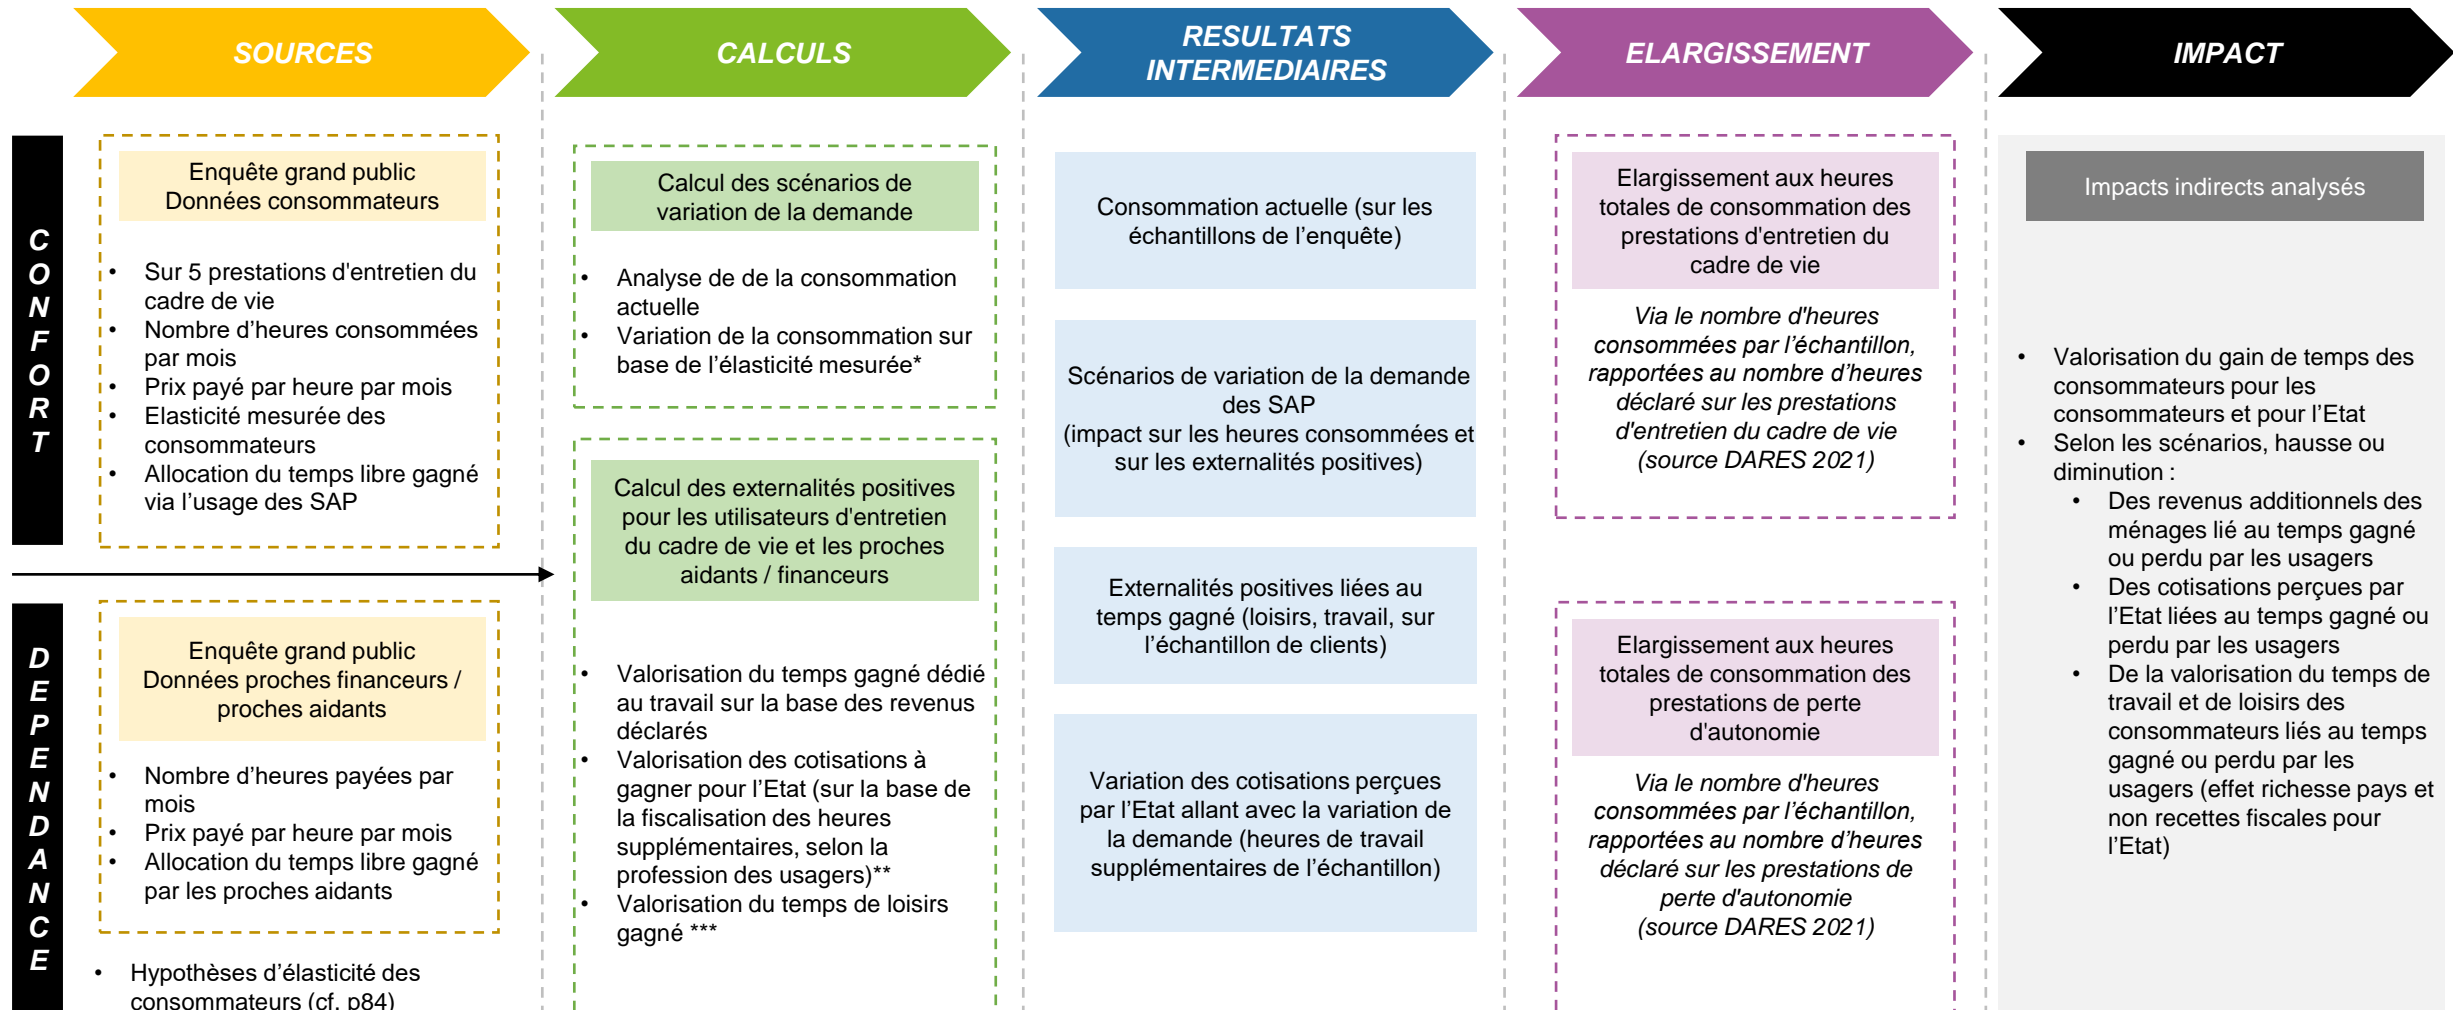 SOURCES
CALCULS
RESULTATS
INTERMEDIAIRES
ELARGISSEMENT
IMPACT
CONFORT
Enquête grand public
Données consommateurs
• Sur 5 prestations d'entretien du
cadre de vie
• Nombre d'heures consommées
par mois
• Prix payé par heure par mois
• Elasticité mesurée des
consommateurs
• Allocation du temps libre gagné
via l'usage des SAP
DEPENDANCE
Enquête grand public
Données proches financeurs /
proches aidants
• Nombre d'heures payées par
mois
• Prix payé par heure par mois
• Allocation du temps libre gagné
par les proches aidants
• Hypothèses d'élasticité des
consommateurs (cf. p84)
Calcul des scénarios de
variation de la demande
• Analyse de de la consommation
actuelle
• Variation de la consommation sur
base de l'élasticité mesurée*
Calcul des externalités positives
pour les utilisateurs d'entretien
du cadre de vie et les proches
aidants / financeurs
• Valorisation du temps gagné dédié
au travail sur la base des revenus
déclarés
• Valorisation des cotisations à
gagner pour l'Etat (sur la base de
la fiscalisation des heures
supplémentaires, selon la
profession des usagers)**
• Valorisation du temps de loisirs
gagné ***
Consommation actuelle (sur les
échantillons de l'enquête)
Scénarios de variation de la demande
des SAP
(impact sur les heures consommées et
sur les externalités positives)
Externalités positives liées au
temps gagné (loisirs, travail, sur
l'échantillon de clients)
Variation des cotisations perçues
par l'Etat allant avec la variation de
la demande (heures de travail
supplémentaires de l'échantillon)
Elargissement aux heures
totales de consommation des
prestations d'entretien du
cadre de vie
Via le nombre d'heures
consommées par l'échantillon,
rapportées au nombre d'heures
déclaré sur les prestations
d'entretien du cadre de vie
(source DARES 2021)
Elargissement aux heures
totales de consommation des
prestations de perte
d'autonomie
Via le nombre d'heures
consommées par l'échantillon,
rapportées au nombre d'heures
déclaré sur les prestations de
perte d'autonomie
(source DARES 2021)
Impacts indirects analysés
• Valorisation du gain de temps des
consommateurs pour les
consommateurs et pour l'Etat
• Selon les scénarios, hausse ou
diminution :
• Des revenus additionnels des
ménages lié au temps gagné
ou perdu par les usagers
• Des cotisations perçues par
l'Etat liées au temps gagné ou
perdu par les usagers
• De la valorisation du temps de
travail et de loisirs des
consommateurs liés au temps
gagné ou perdu par les
usagers (effet richesse pays et
non recettes fiscales pour
l'Etat)